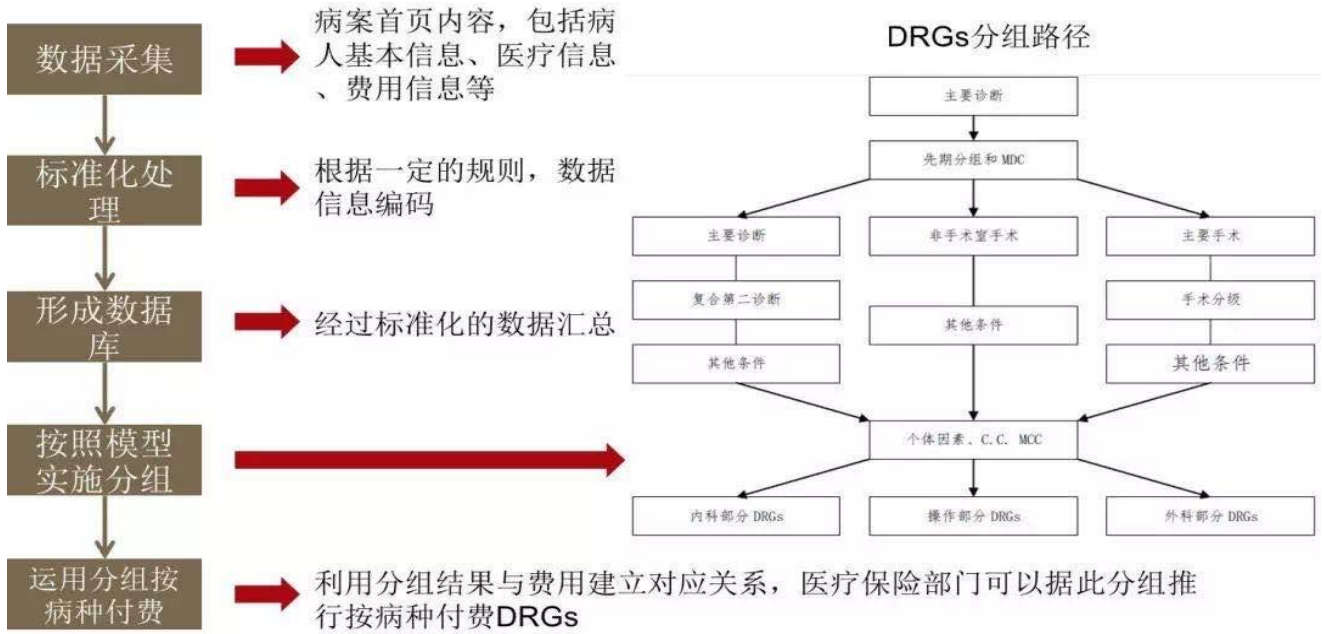 数据采集
病案首页内容，包括病
人基本信息、医疗信息
、费用信息等
标准化处
理
根据一定的规则，数据
信息编码
形成数据
库
经过标准化的数据汇总
按照模型
实施分组
运用分组按
病种付费
利用分组结果与费用建立对应关系，医疗保险部门可以据此分组推
行按病种付费DRGs
DRGs分组路径
主要诊断
先期分组和 MDC
主要诊断
非手术室手术
主要手术
复合第二诊断
其他条件
手术分级
其他条件
其他条件
个体因素、C.C. MCC
内科部分 DRGs
操作部分 DRGs
外科部分 DRGs